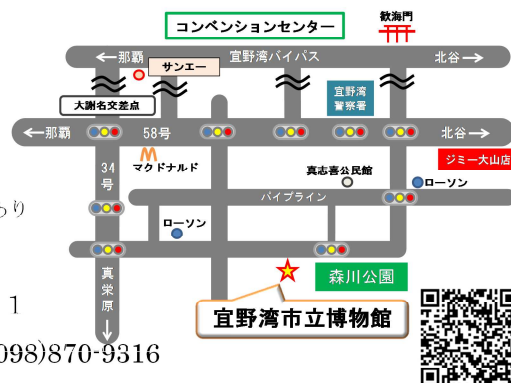 コンベンションセンター
歓海門
←那覇
宜野湾バイパス
北谷→
サンエー
大謝名交差点
宜野湾
警察署
←那覇
58号
北谷→
マクドナルド
ジミー大山店
34号
真志喜公民館
ローソン
パイプライン
わり
ローソン
真栄原
森川公園
1
宜野湾市立博物館
098)870-9316